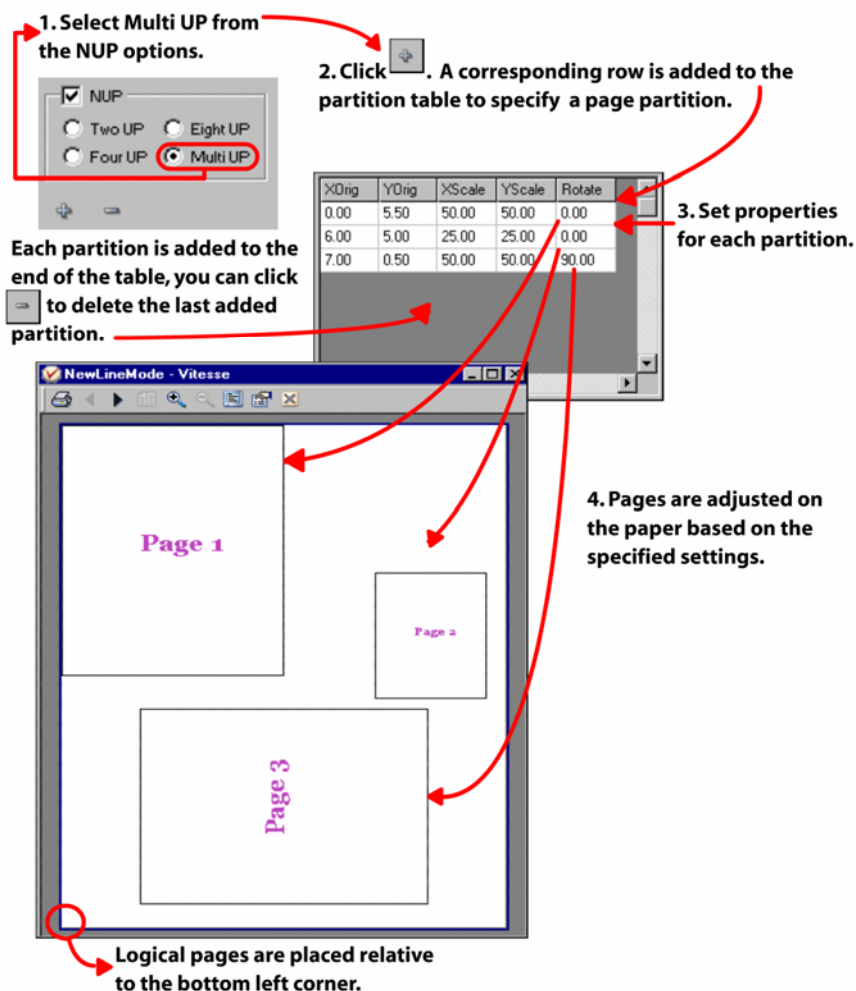 1. Select Multi UP from
the NUP options.
NUP
Two UP Eight UP
Four UP Multi UP
2. Click . A corresponding row is added to the
partition table to specify a page partition.
XOrig YOrig XScale YScale Rotate
0.00 5.50 50.00 50.00 0.00
6.00 5.00 25.00 25.00 0.00
7.00 0.50 50.00 50.00 90.00
3. Set properties
for each partition.
Each partition is added to the
end of the table, you can click
to delete the last added
partition.
NewLineMode - Vitesse
Page 1
Page 2
Page 3
4. Pages are adjusted on
the paper based on the
specified settings.
Logical pages are placed relative
to the bottom left corner.